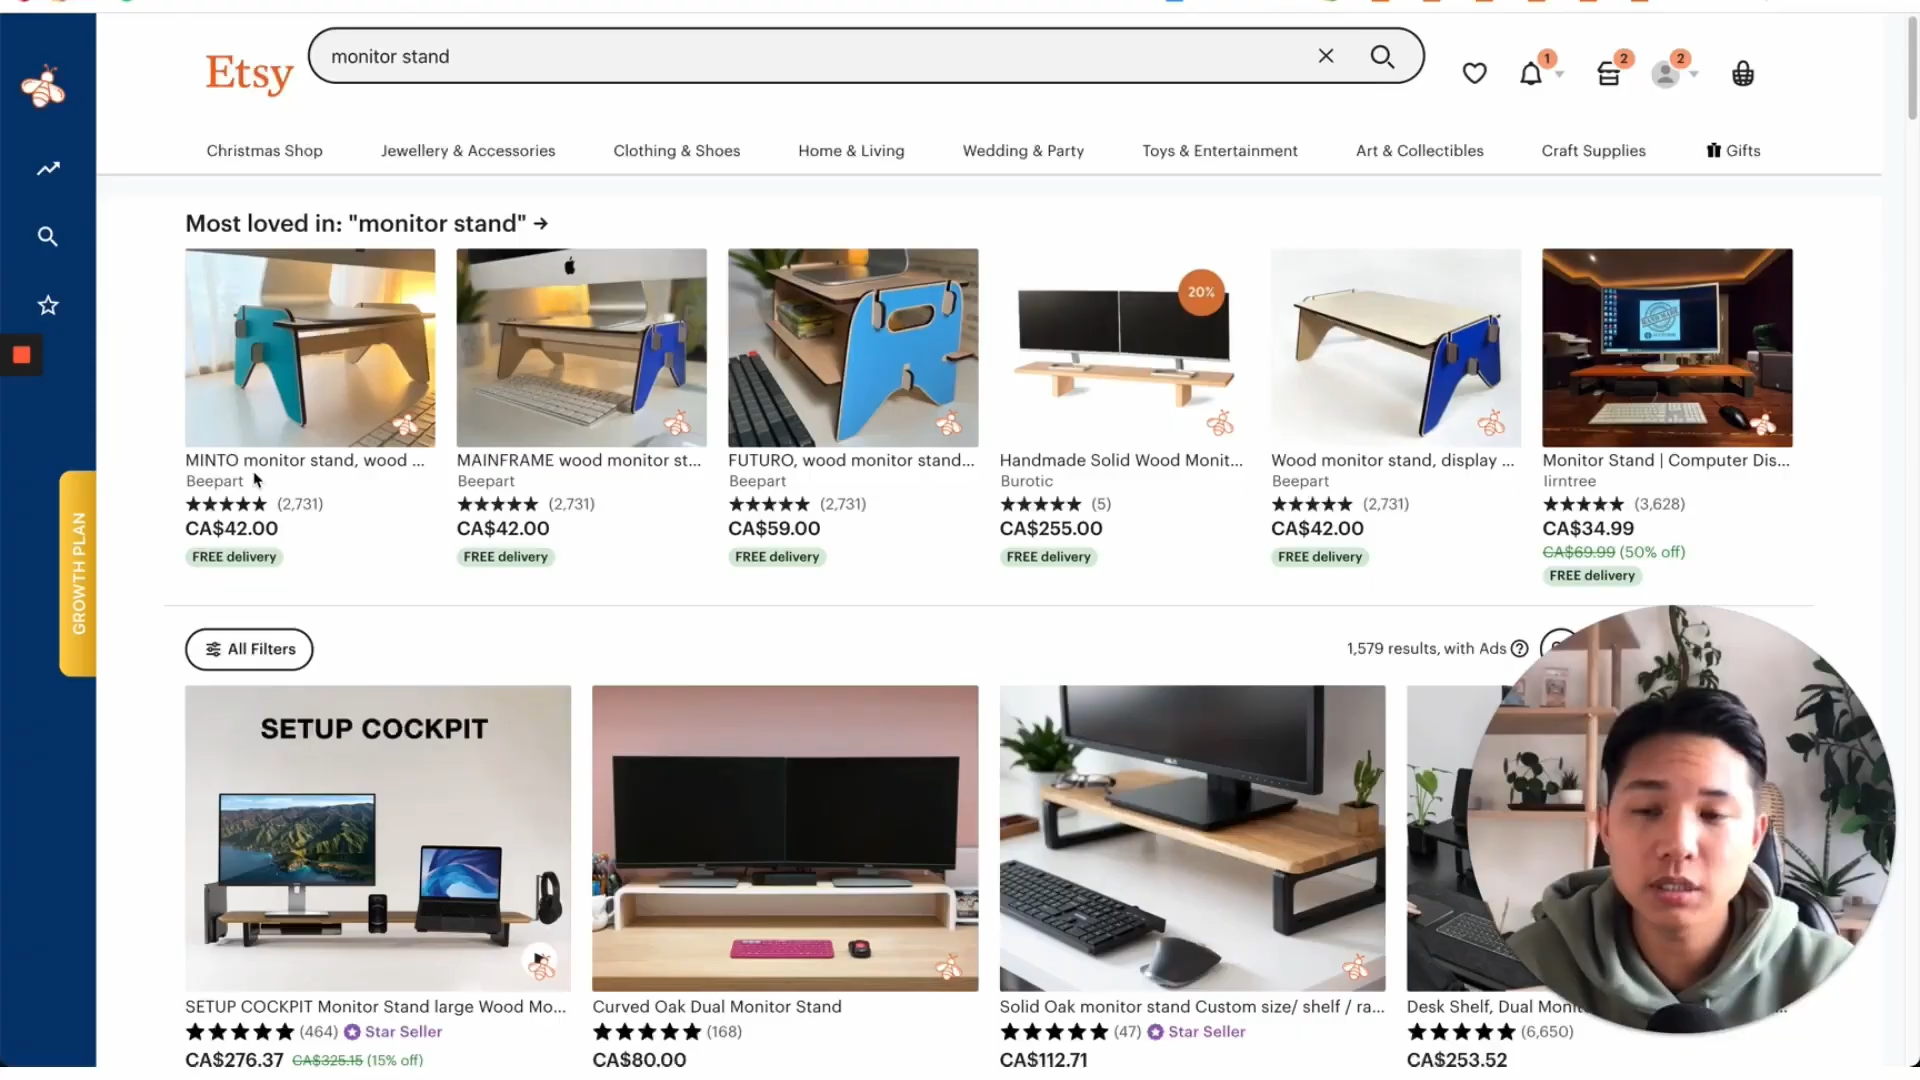 Etsy
monitor stand
1
2
2
Christmas Shop
Jewellery & Accessories
Clothing & Shoes
Home & Living
Wedding & Party
Toys & Entertainment
Art & Collectibles
Craft Supplies
Gifts
Most loved in: "monitor stand" →
20%
MINTO monitor stand, wood ...
Beepart
(2,731)
CA$42.00
FREE delivery
MAINFRAME wood monitor st...
Beepart
(2,731)
CA$42.00
FREE delivery
FUTURO, wood monitor stand...
Beepart
(2,731)
CA$59.00
FREE delivery
Handmade Solid Wood Monit...
Burotic
(5)
CA$255.00
FREE delivery
Wood monitor stand, display ...
Beepart
(2,731)
CA$42.00
FREE delivery
Monitor Stand | Computer Dis...
lirntree
(3,628)
CA$34.99
CA$69.99 (50% off)
FREE delivery
GROWTH PLAN
All Filters
1,579 results, with Ads
SETUP COCKPIT
SETUP COCKPIT Monitor Stand large Wood Mo...
(464) Star Seller
CA$276.37 CA$325.15 (15% off)
Curved Oak Dual Monitor Stand
(168)
CA$80.00
Solid Oak monitor stand Custom size/ shelf / ra...
(47) Star Seller
CA$112.71
Desk Shelf, Dual
(6,650)
CA$253.52